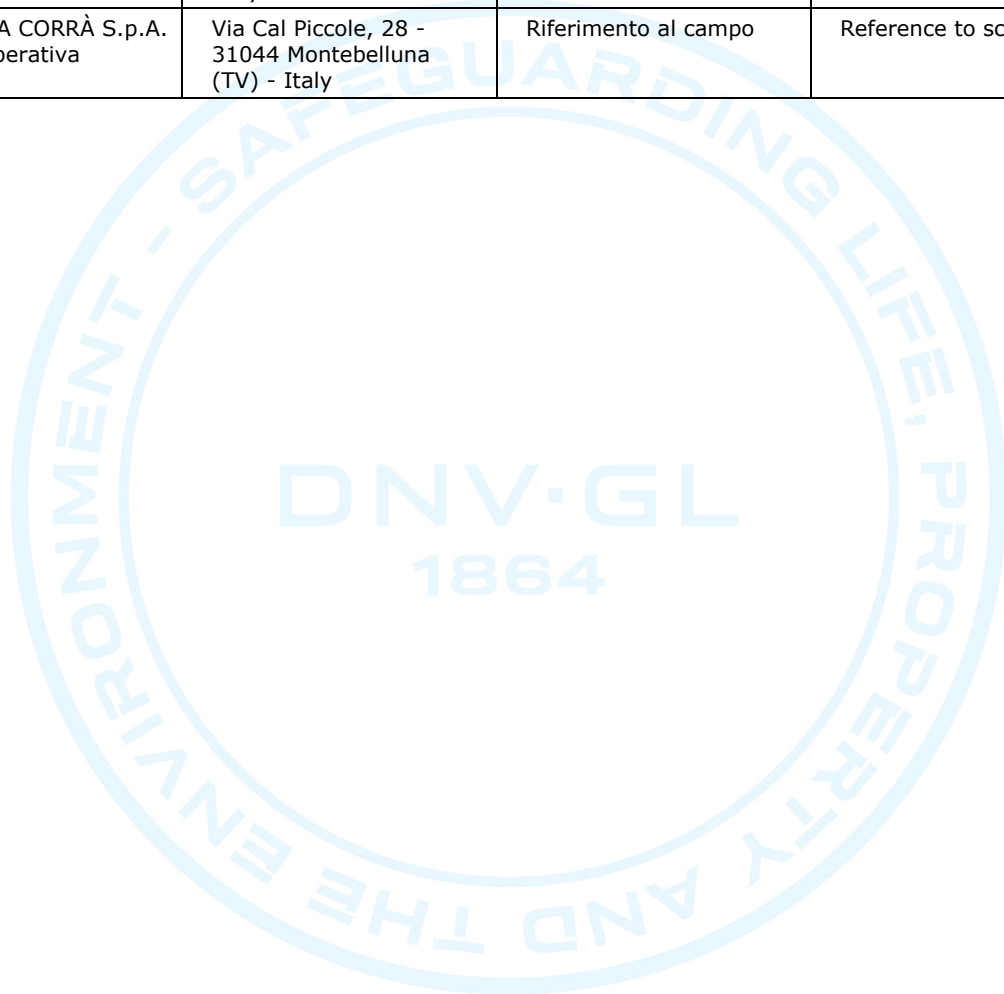 A CORRÀ S.p.A.
Via Cal Piccole, 28 -
Riferimento al campo
Reference to
perativa
31044 Montebelluna
(TV) - Italy
SAFEGUARDING LIFE, PROPERTY AND THE ENVIRONMENT -
DNV·GL
1864